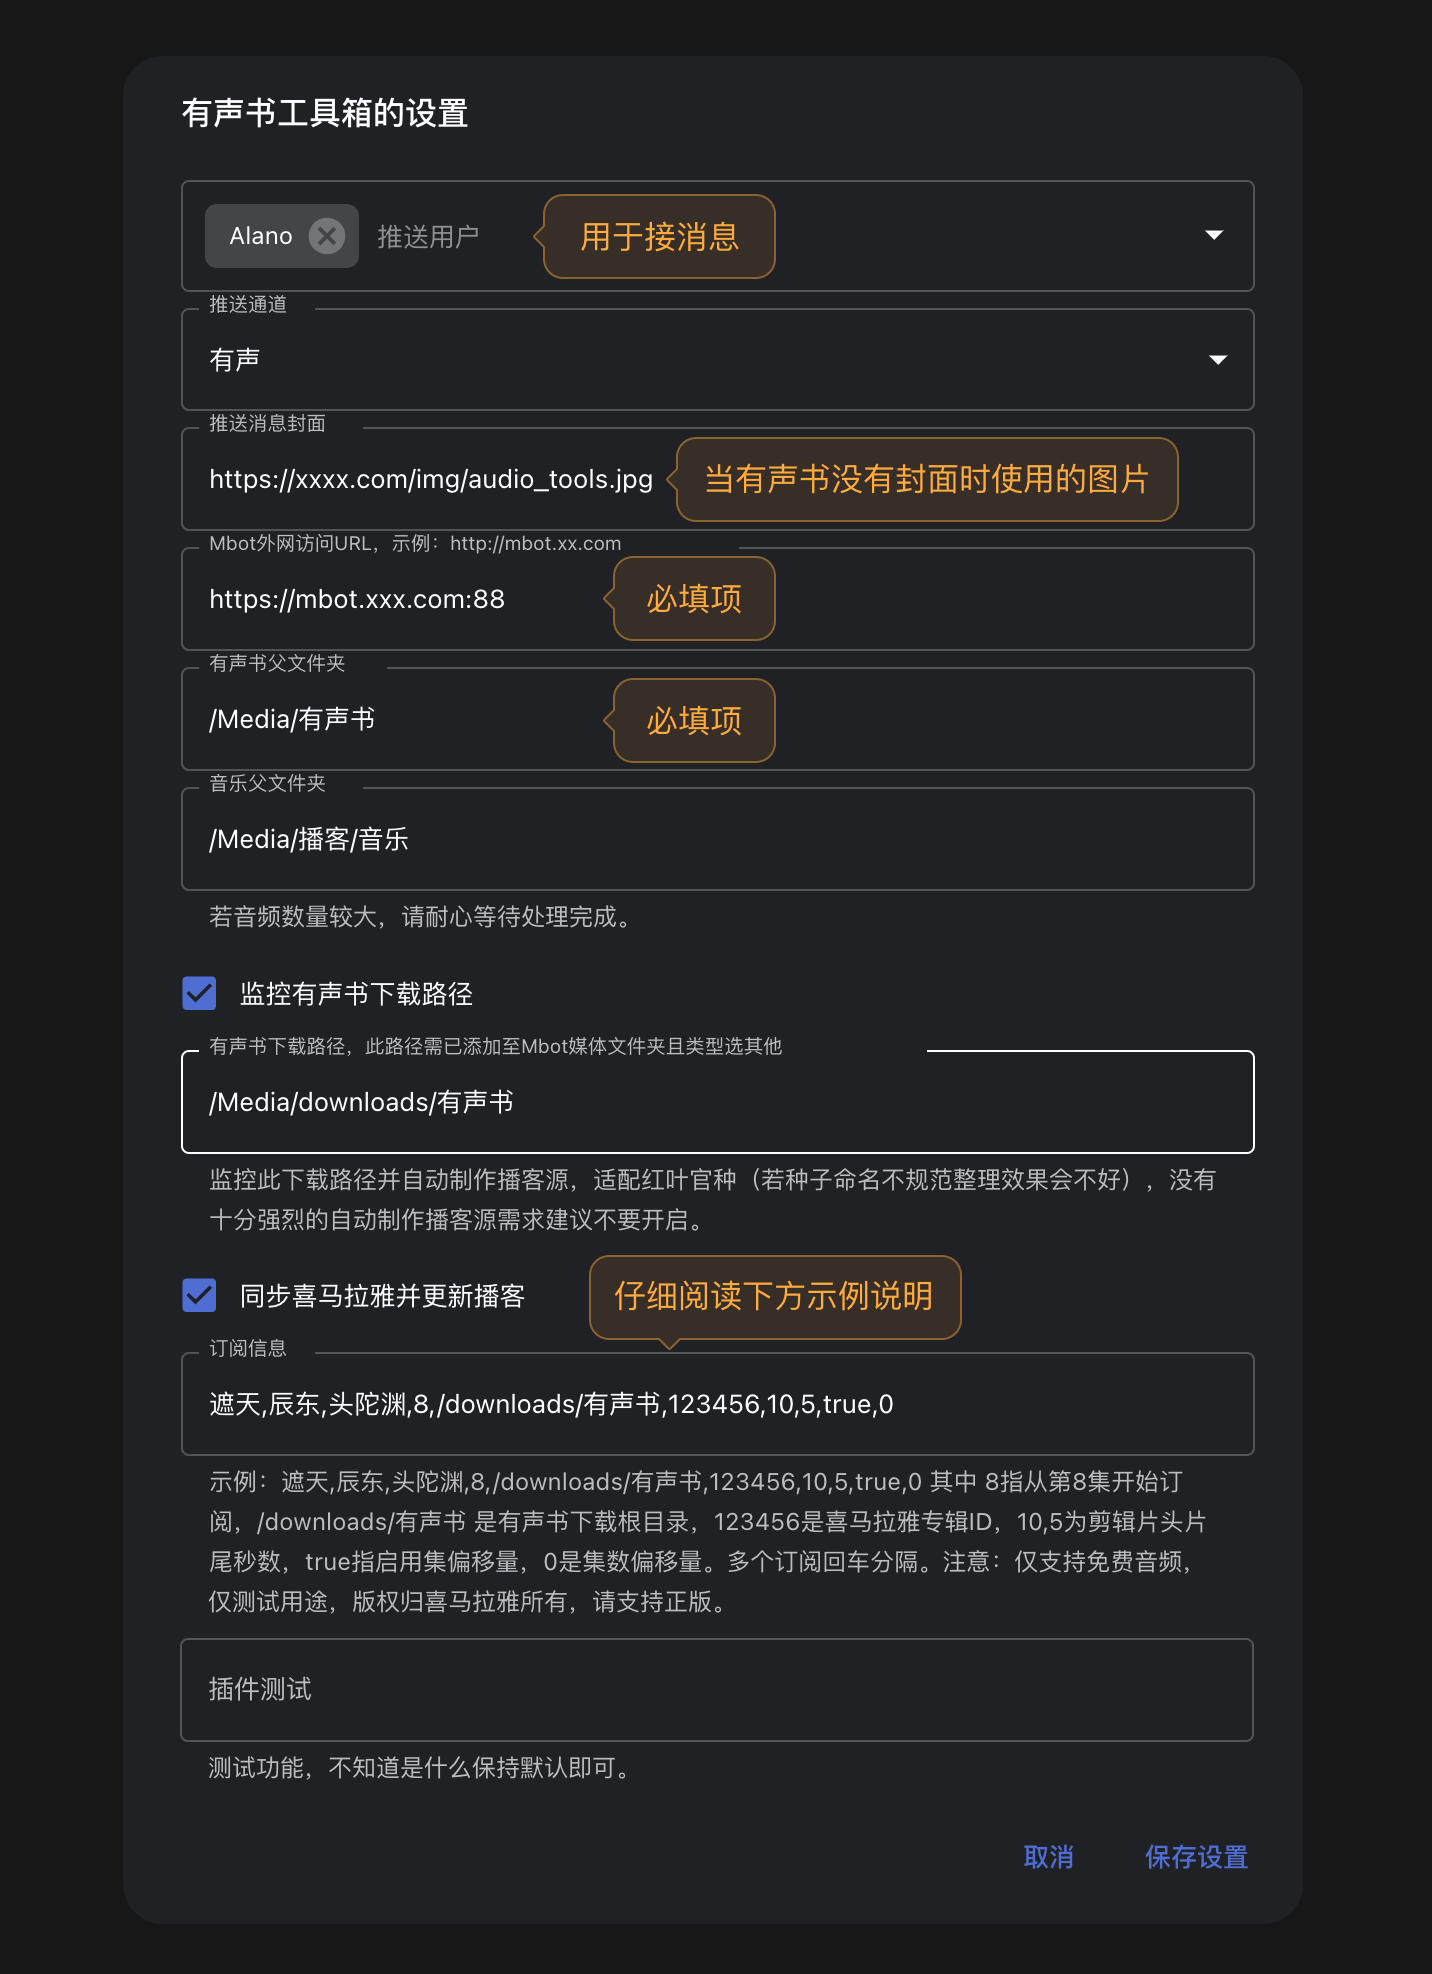 有声书工具箱的设置
Alano 推送用户 用于接消息
推送通道
有声
推送消息封面
https://xxxx.com/img/audio_tools.jpg 当有声书没有封面时使用的图片
Mbot外网访问URL，示例：http://mbot.xx.com
https://mbot.xxx.com:88 必填项
有声书父文件夹
/Media/有声书 必填项
音乐父文件夹
/Media/播客/音乐
若音频数量较大，请耐心等待处理完成。
监控有声书下载路径
有声书下载路径，此路径需已添加至Mbot媒体文件夹且类型选其他
/Media/downloads/有声书
监控此下载路径并自动制作播客源，适配红叶官种（若种子命名不规范整理效果会不好），没有
十分强烈的自动制作播客源需求建议不要开启。
同步喜马拉雅并更新播客 仔细阅读下方示例说明
订阅信息
遮天,辰东,头陀渊,8,/downloads/有声书,123456,10,5,true,0
示例：遮天,辰东,头陀渊,8,/downloads/有声书,123456,10,5,true,0 其中 8指从第8集开始订
阅，/downloads/有声书 是有声书下载根目录，123456是喜马拉雅专辑ID，10,5为剪辑片头片
尾秒数，true指启用集偏移量，0是集数偏移量。多个订阅回车分隔。注意：仅支持免费音频，
仅测试用途，版权归喜马拉雅所有，请支持正版。
插件测试
测试功能，不知道是什么保持默认即可。
取消 保存设置